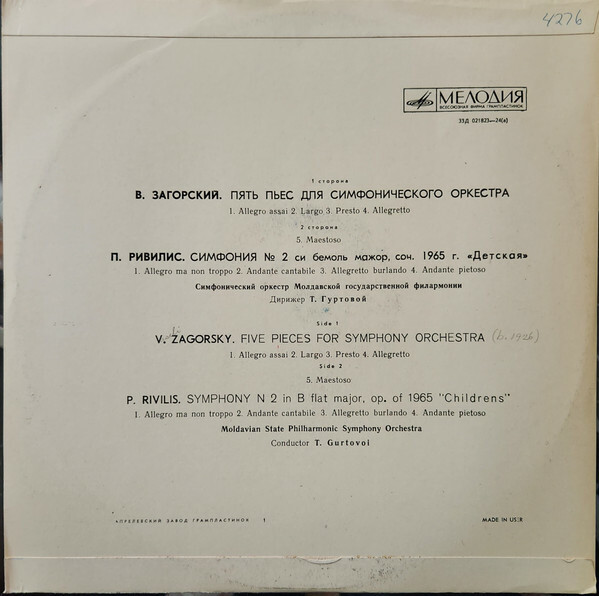 4276
МЕЛОДИЯ
ВСЕСОЮЗНАЯ ФИРМА ГРАМПЛАСТИНОК
33Д 021823—24(а)
1 сторона
В. ЗАГОРСКИЙ. ПЯТЬ ПЬЕС ДЛЯ СИМФОНИЧЕСКОГО ОРКЕСТРА
1. Allegro assai 2. Largo 3. Presto 4. Allegretto
2 сторона
5. Maestoso
П. РИВИЛИС. СИМФОНИЯ № 2 си бемоль мажор, соч. 1965 г. «Детская»
1. Allegro ma non troppo 2. Andante cantabile 3. Allegretto burlando 4. Andante pietoso
Симфонический оркестр Молдавской государственной филармонии
Дирижер Т. Гуртовой
Side 1
V. ZAGORSKY. FIVE PIECES FOR SYMPHONY ORCHESTRA (b. 1926)
1. Allegro assai 2. Largo 3. Presto 4. Allegretto
Side 2
5. Maestoso
P. RIVILIS. SYMPHONY N 2 in B flat major, op. of 1965 "Childrens"
1. Allegro ma non troppo 2. Andante cantabile 3. Allegretto burlando 4. Andante pietoso
Moldavian State Philharmonic Symphony Orchestra
Conductor T. Gurtovoi
АПРЕЛЕВСКИЙ ЗАВОД ГРАМПЛАСТИНОК 1
MADE IN USSR